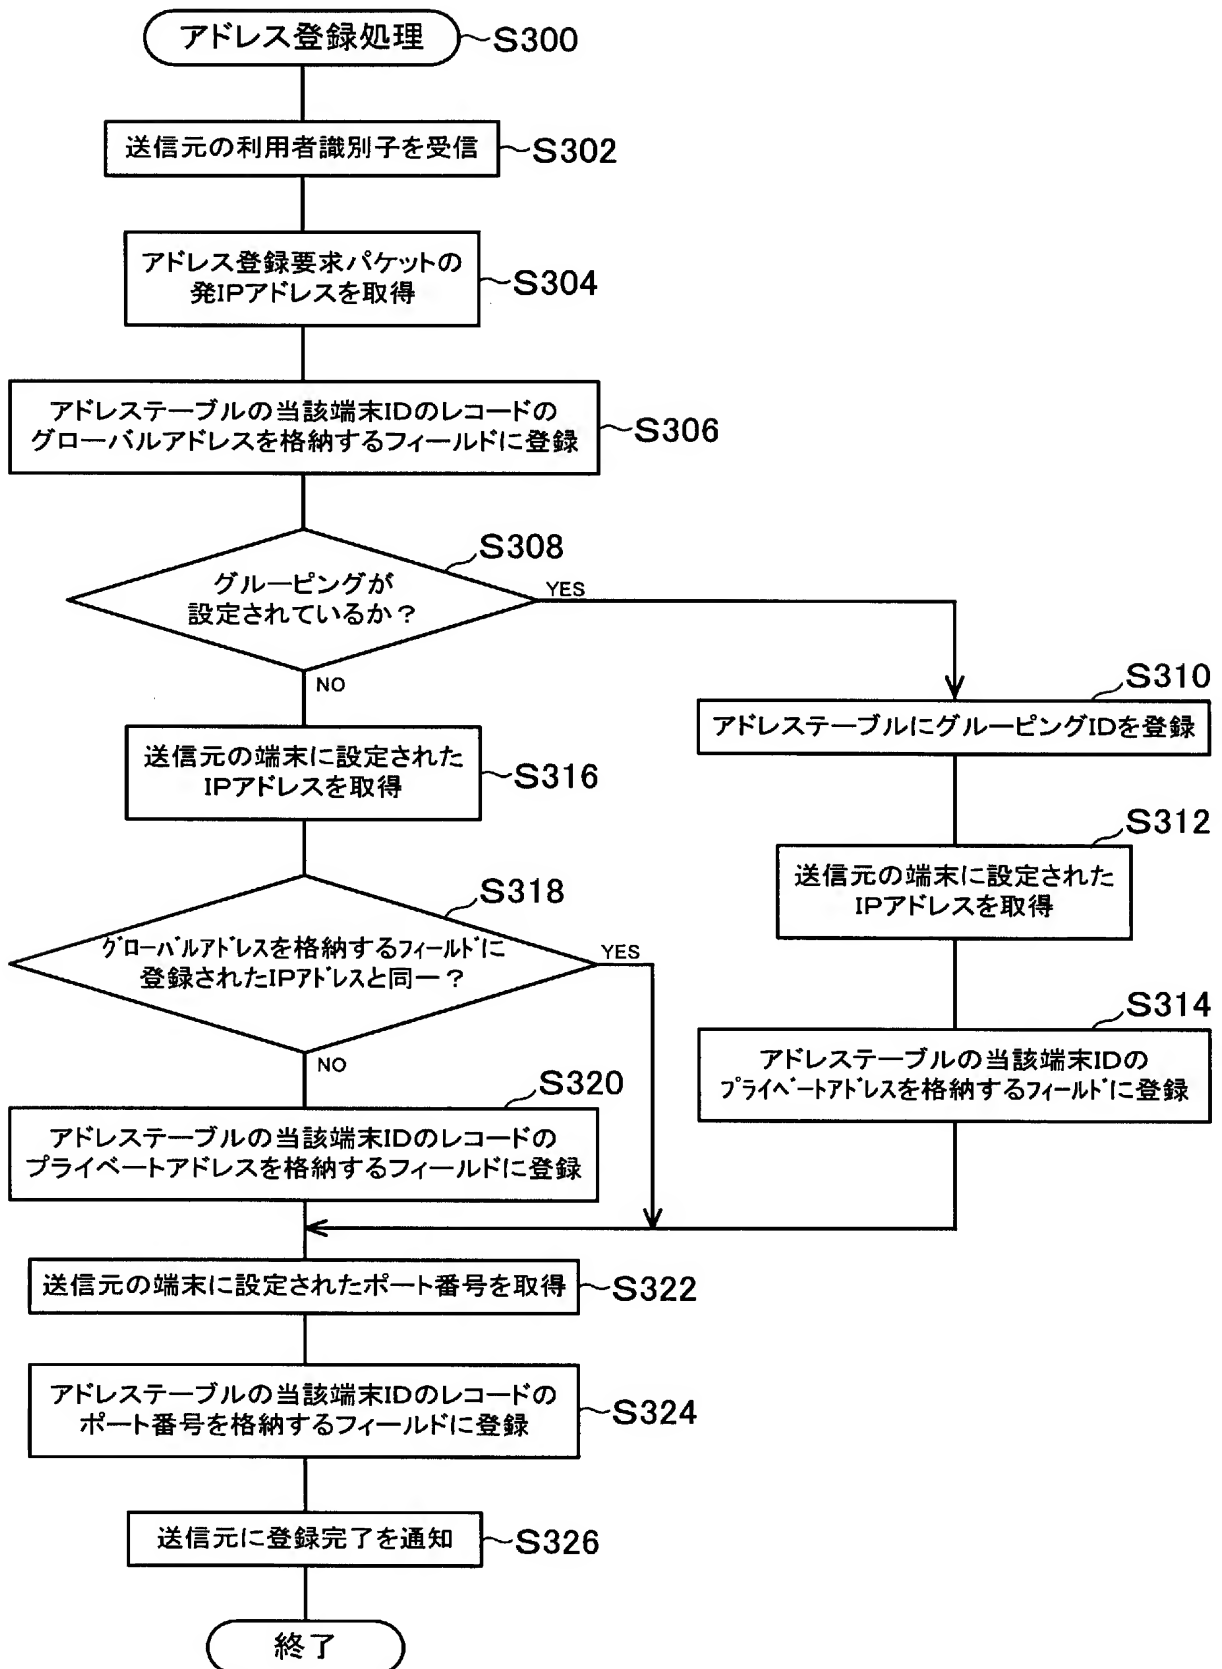 アドレス登録処理
S300
送信元の利用者識別子を受信
S302
アドレス登録要求パケットの
発IPアドレスを取得
S304
アドレステーブルの当該端末IDのレコードの
グローバルアドレスを格納するフィールドに登録
S306
S308
グルーピングが
設定されているか？
YES
NO
S310
アドレステーブルにグルーピングIDを登録
送信元の端末に設定された
IPアドレスを取得
S316
S312
送信元の端末に設定された
IPアドレスを取得
S318
グローバルアドレスを格納するフィールドに
登録されたIPアドレスと同一？
YES
NO
S314
アドレステーブルの当該端末IDの
プライベートアドレスを格納するフィールドに登録
S320
アドレステーブルの当該端末IDのレコードの
プライベートアドレスを格納するフィールドに登録
送信元の端末に設定されたポート番号を取得
S322
アドレステーブルの当該端末IDのレコードの
ポート番号を格納するフィールドに登録
S324
送信元に登録完了を通知
S326
終了